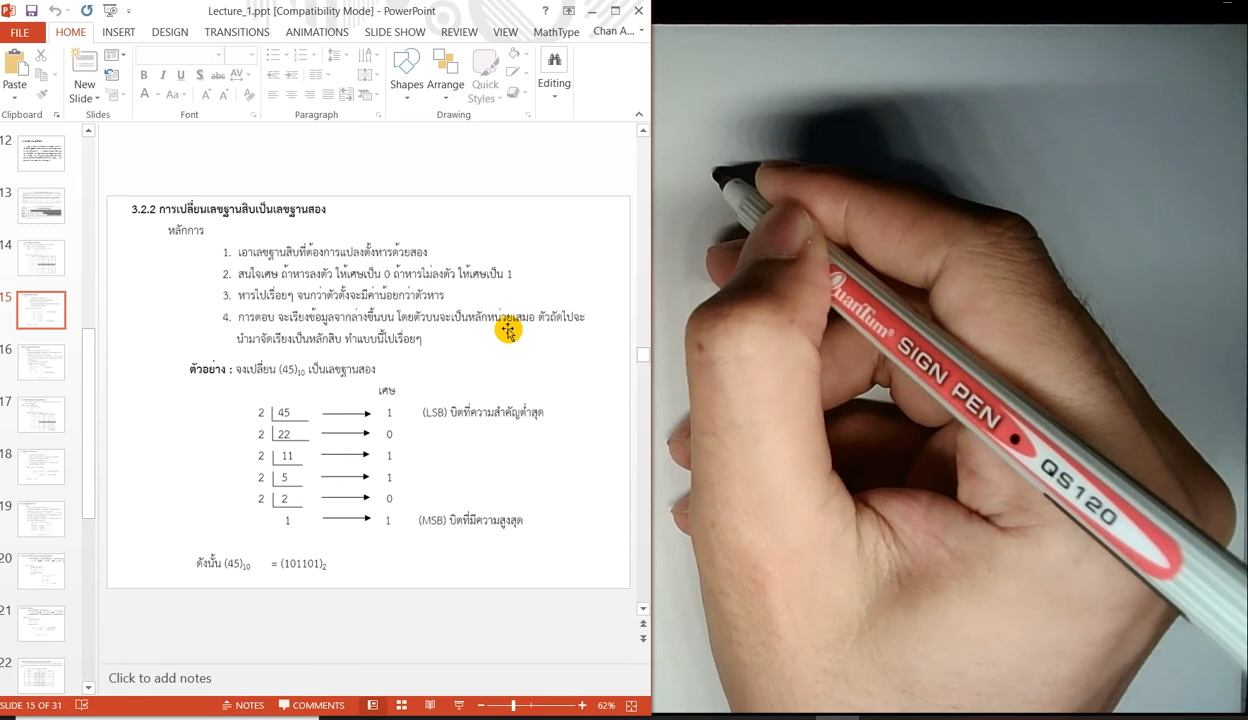 Lecture_1.ppt [Compatibility Mode] - PowerPoint
FILE HOME INSERT DESIGN TRANSITIONS ANIMATIONS SLIDE SHOW REVIEW VIEW MathType Chan A...
Paste New Slide Shapes Arrange Quick Styles Editing
B I U S abc AV
A Aa A A
Clipboard Slides Font Paragraph Drawing
12
13
14
15
16
17
18
19
20
21
22
3.2.2 การเปลี่ยนเลขฐานสิบเป็นเลขฐานสอง
หลักการ
1. เอาเลขฐานสิบที่ต้องการแปลงตั้งหารด้วยสอง
2. สนใจเศษ ถ้าหารลงตัว ให้เศษเป็น 0 ถ้าหารไม่ลงตัว ให้เศษเป็น 1
3. หารไปเรื่อยๆ จนกว่าตัวตั้งจะมีค่าน้อยกว่าตัวหาร
4. การตอบ จะเรียงข้อมูลจากล่างขึ้นบน โดยตัวบนจะเป็นหลักหน่วยเสมอ ตัวถัดไปจะ
นำมาจัดเรียงเป็นหลักสิบ ทำแบบนี้ไปเรื่อยๆ
ตัวอย่าง : จงเปลี่ยน (45)10 เป็นเลขฐานสอง
เศษ
2 45 1 (LSB) บิตที่ความสำคัญต่ำสุด
2 22 0
2 11 1
2 5 1
2 2 0
1 1 (MSB) บิตที่มีความสูงสุด
ดังนั้น (45)10 = (101101)2
Click to add notes
SLIDE 15 OF 31 NOTES COMMENTS 62%
QuanTum SIGN PEN QS120